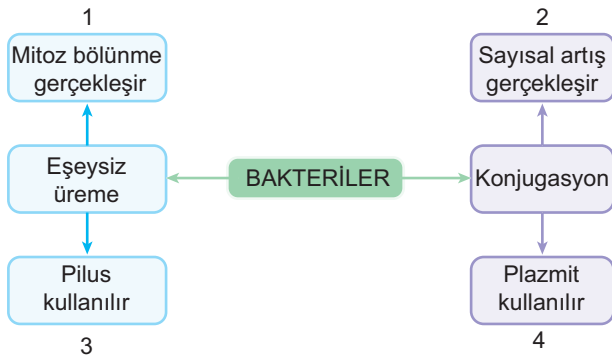 1
Mitoz bölünme
gerçekleşir
2
Sayısal artış
gerçekleşir
Eşeysiz
üreme
BAKTERİLER
Konjugasyon
Pilus
kullanılır
3
Plazmit
kullanılır
4